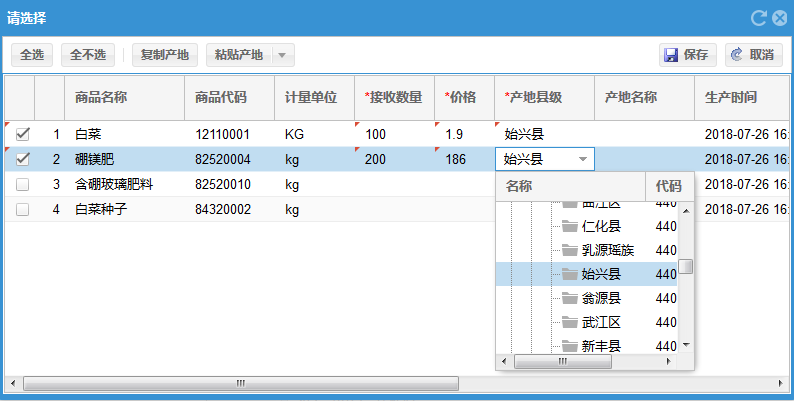 请选择
全选 全不选 复制产地 粘贴产地 保存 取消
商品名称 商品代码 计量单位 *接收数量 *价格 *产地县级 产地名称 生产时间
1 白菜 12110001 KG 100 1.9 始兴县 2018-07-26 16:
2 硼镁肥 82520004 kg 200 186 始兴县 2018-07-26 16:
3 含硼玻璃肥料 82520010 kg 2018-07-26 16:
4 白菜种子 84320002 kg 2018-07-26 16:
名称 代码
曲江区 440
仁化县 440
乳源瑶族 440
始兴县 440
翁源县 440
武江区 440
新丰县 440